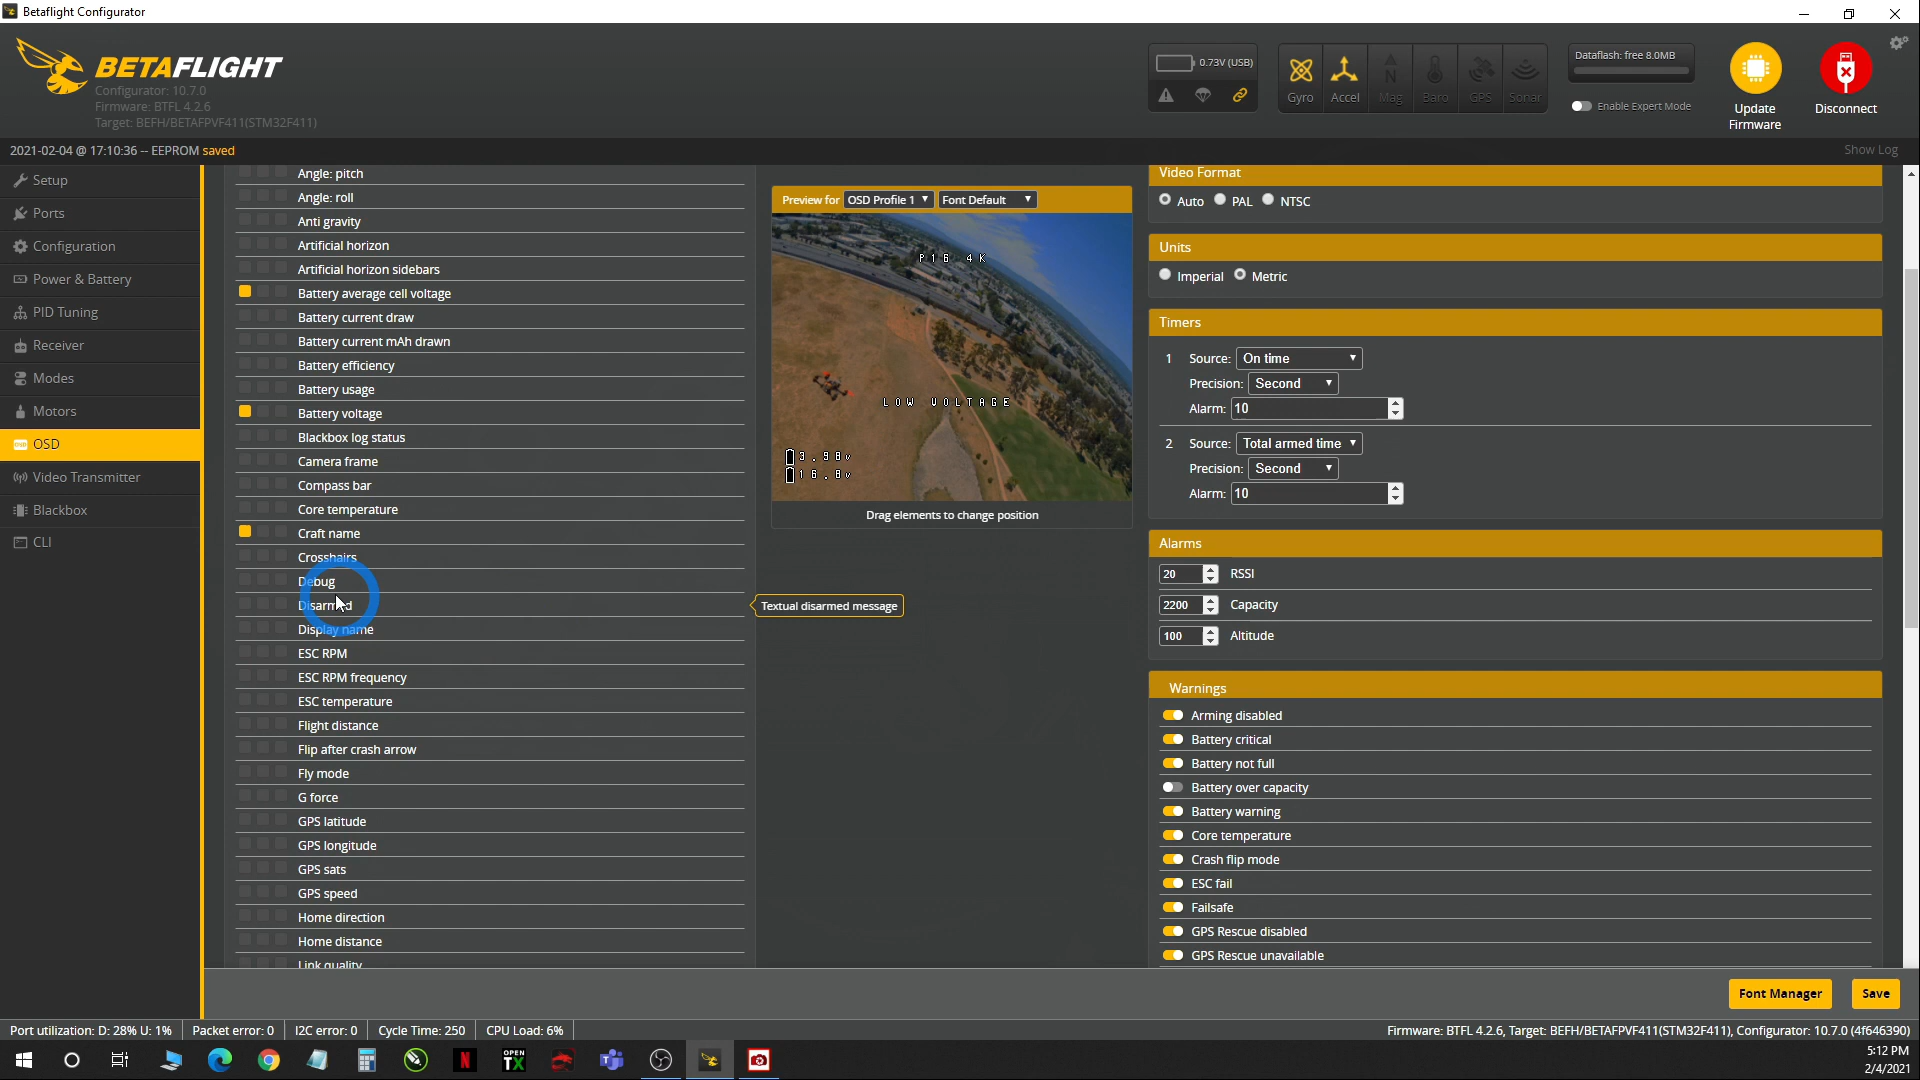 Betaflight Configurator
BETAFLIGHT
Configurator: 10.7.0
Firmware: BTFL 4.2.6
Target: BEFH/BETAFPVF411(STM32F411)
0.73V (USB)
Gyro
Accel
Mag
Baro
GPS
Sonar
Dataflash: free 8.0MB
Enable Expert Mode
Update
Firmware
Disconnect
2021-02-04 @ 17:10:36 -- EEPROM saved
Show Log
Setup
Ports
Configuration
Power & Battery
PID Tuning
Receiver
Modes
Motors
OSD
Video Transmitter
Blackbox
CLI
Angle: pitch
Angle: roll
Anti gravity
Artificial horizon
Artificial horizon sidebars
Battery average cell voltage
Battery current draw
Battery current mAh drawn
Battery efficiency
Battery usage
Battery voltage
Blackbox log status
Camera frame
Compass bar
Core temperature
Craft name
Crosshairs
Debug
Disarmed
Display name
ESC RPM
ESC RPM frequency
ESC temperature
Flight distance
Flip after crash arrow
Fly mode
G force
GPS latitude
GPS longitude
GPS sats
GPS speed
Home direction
Home distance
Link quality
Preview for OSD Profile 1 Font Default
P16 4K
LOW VOLTAGE
3.98v
16.8v
Drag elements to change position
Textual disarmed message
Video Format
Auto PAL NTSC
Units
Imperial Metric
Timers
1 Source: On time
Precision: Second
Alarm: 10
2 Source: Total armed time
Precision: Second
Alarm: 10
Alarms
20 RSSI
2200 Capacity
100 Altitude
Warnings
Arming disabled
Battery critical
Battery not full
Battery over capacity
Battery warning
Core temperature
Crash flip mode
ESC fail
Failsafe
GPS Rescue disabled
GPS Rescue unavailable
Font Manager
Save
Port utilization: D: 28% U: 1% Packet error: 0 I2C error: 0 Cycle Time: 250 CPU Load: 6%
Firmware: BTFL 4.2.6, Target: BEFH/BETAFPVF411(STM32F411), Configurator: 10.7.0 (4f646390)
OPEN
TX
5:12 PM
2/4/2021